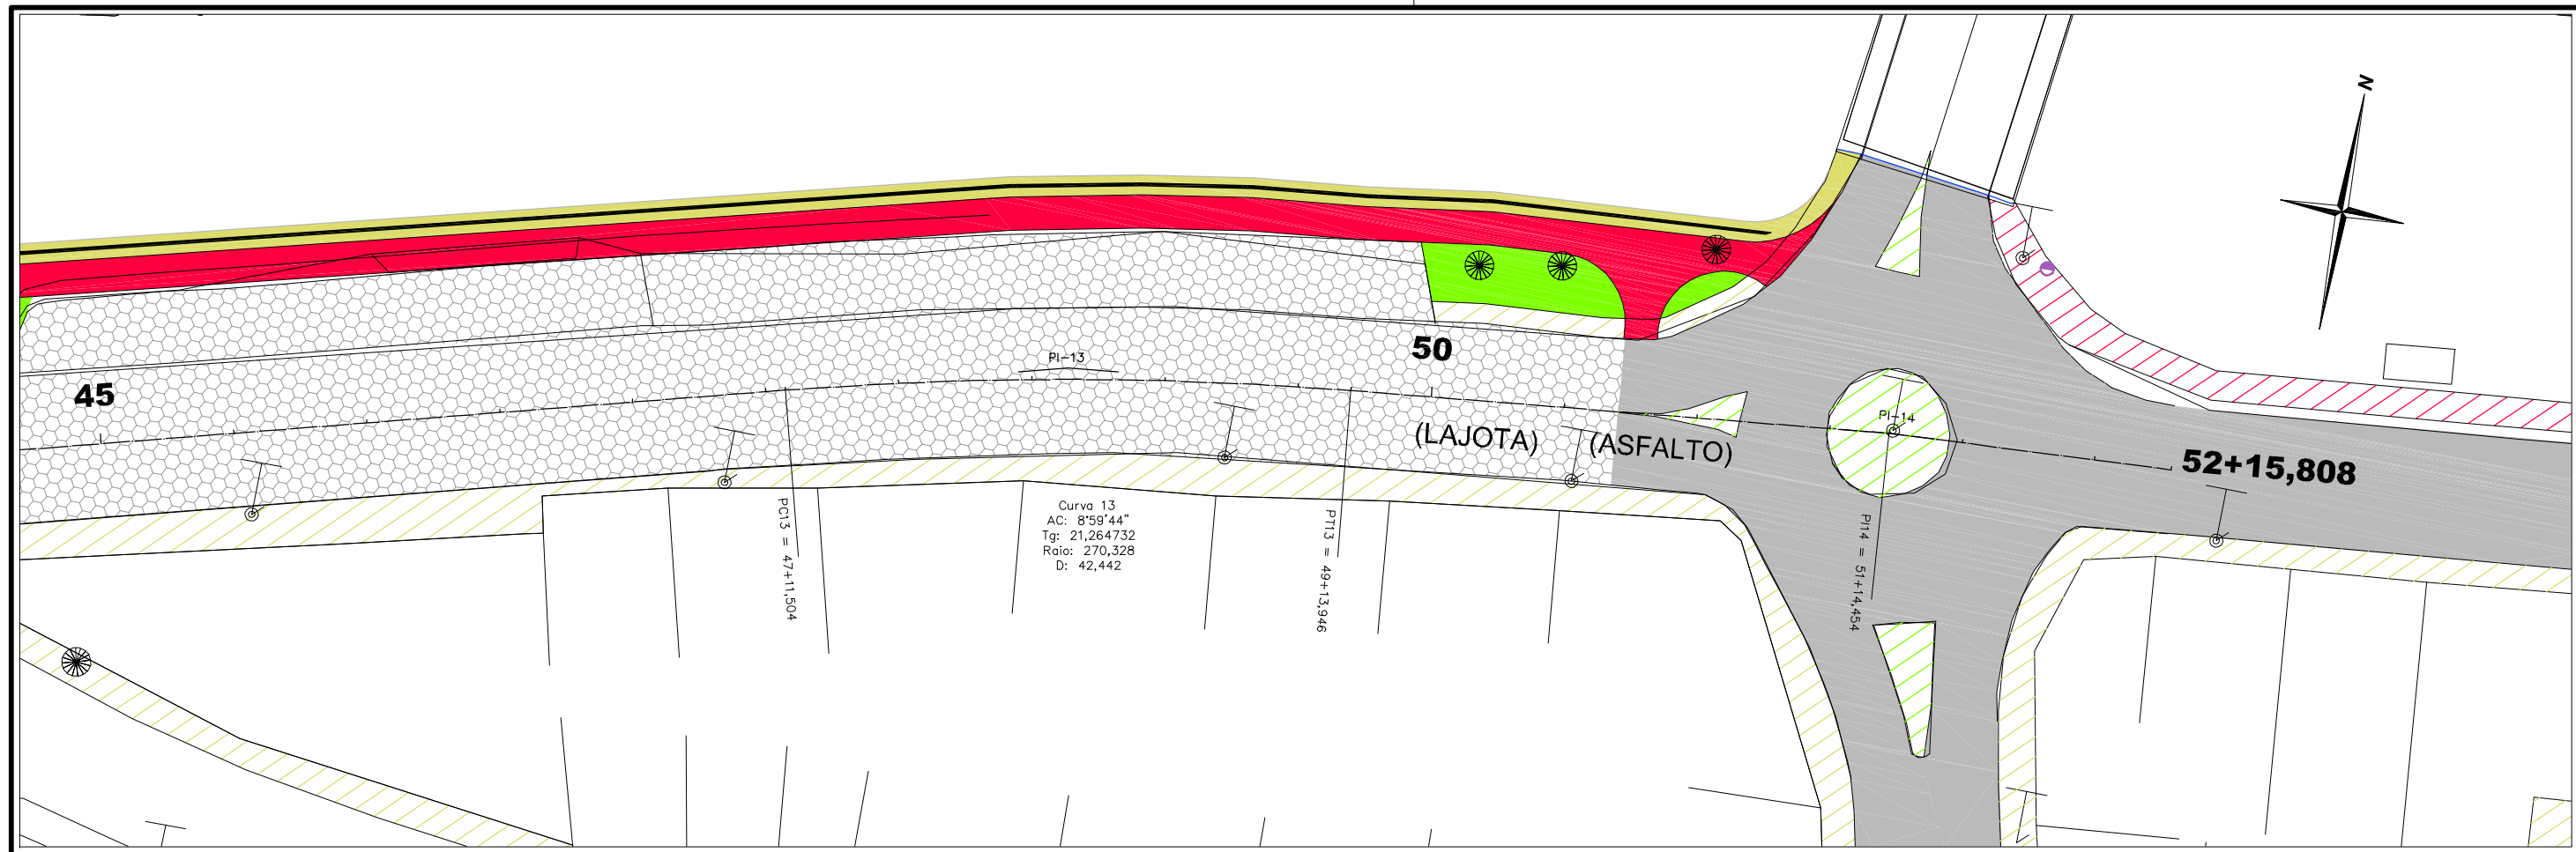 N
PI-13
50
45
(LAJOTA) (ASFALTO)
PI-14
52+15,808
PC13 = 47+11,504
Curva 13
AC: 8°59'44"
Tg: 21,264732
Raio: 270,328
D: 42,442
PT13 = 49+13,946
PI14 = 51+14,454